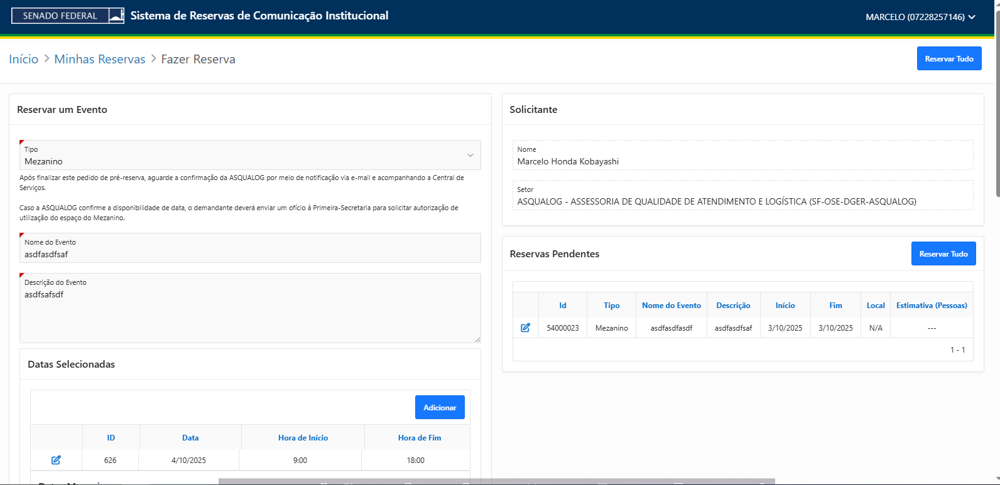 SENADO FEDERAL
Sistema de Reservas de Comunicação Institucional
MARCELO (07228257146)
Início > Minhas Reservas > Fazer Reserva
Reservar Tudo
Reservar um Evento
Tipo
Mezanino
Após finalizar este pedido de pré-reserva, aguarde a confirmação da ASQUALOG por meio de notificação via e-mail e acompanhando a Central de
Serviços.
Caso a ASQUALOG confirme a disponibilidade de data, o demandante deverá enviar um ofício à Primeira-Secretaria para solicitar autorização de
utilização do espaço do Mezanino.
Nome do Evento
asdfasdfsaf
Descrição do Evento
asdfsafsdf
Datas Selecionadas
Adicionar
ID Data Hora de Início Hora de Fim
626 4/10/2025 9:00 18:00
Solicitante
Nome
Marcelo Honda Kobayashi
Setor
ASQUALOG - ASSESSORIA DE QUALIDADE DE ATENDIMENTO E LOGÍSTICA (SF-OSE-DGER-ASQUALOG)
Reservas Pendentes
Reservar Tudo
Id Tipo Nome do Evento Descrição Início Fim Local Estimativa (Pessoas)
54000023 Mezanino asdfasdfasdf asdfasdfsaf 3/10/2025 3/10/2025 N/A ---
1 - 1